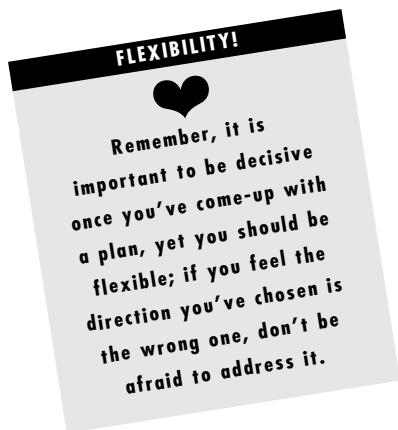 FLEXIBILITY!
Remember, it is
important to be decisive
once you’ve come-up with
a plan, yet you should be
flexible; if you feel the
direction you’ve chosen is
the wrong one, don’t be
afraid to address it.